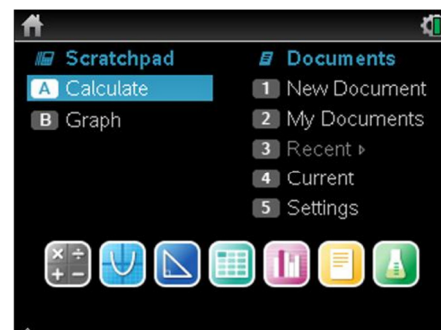 Scratchpad
A Calculate
B Graph
Documents
1 New Document
2 My Documents
3 Recent ▸
4 Current
5 Settings